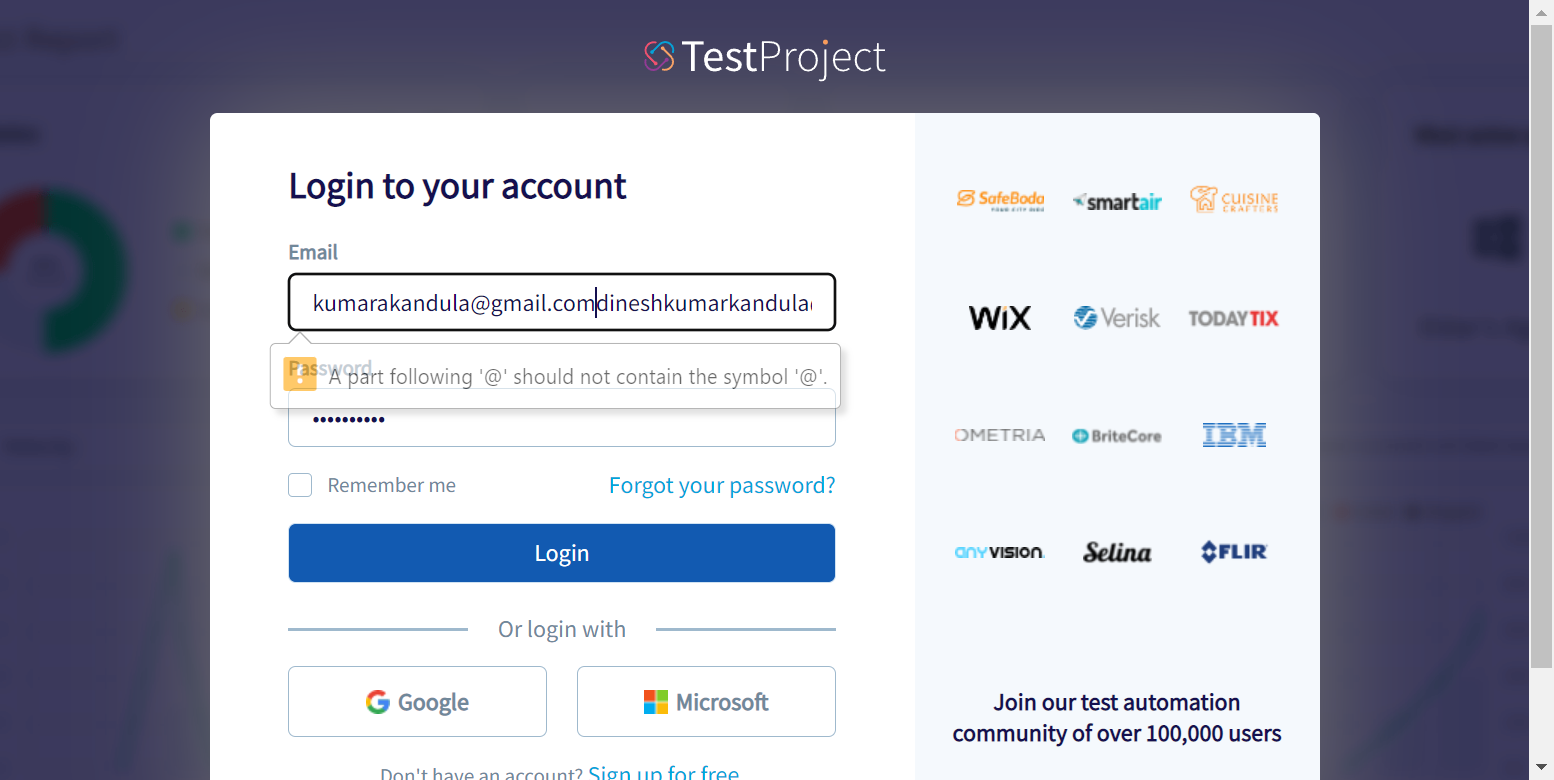 TestProject
Login to your account
Email
kumarakandula@gmail.comdineshkumarkandula
Password
A part following '@' should not contain the symbol '@'.
••••••••••
Remember me
Forgot your password?
Login
Or login with
Google
Microsoft
Don't have an account? Sign up for free
SafeBoda
smartair
CUISINE
CRAFTERS
WiX
Verisk
TODAYTIX
OMETRIA
BriteCore
IBM
anyvision
Selina
FLIR
Join our test automation
community of over 100,000 users